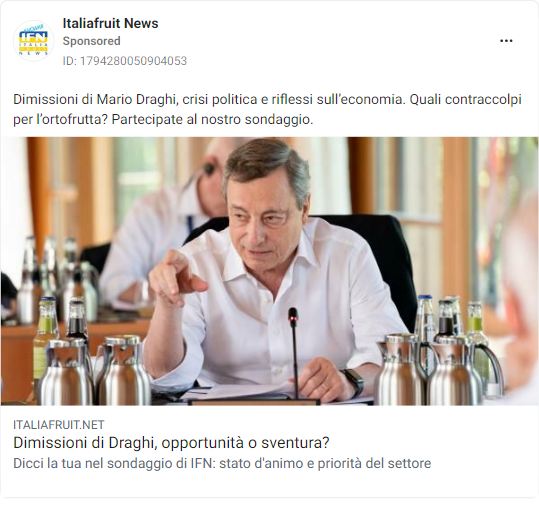 Italiafruit News
Sponsored
ID: 1794280050904053
IFN
ITALIA
NEWS
Dimissioni di Mario Draghi, crisi politica e riflessi sull'economia. Quali contraccolpi
per l'ortofrutta? Partecipate al nostro sondaggio.
ITALIAFRUIT.NET
Dimissioni di Draghi, opportunità o sventura?
Dicci la tua nel sondaggio di IFN: stato d'animo e priorità del settore